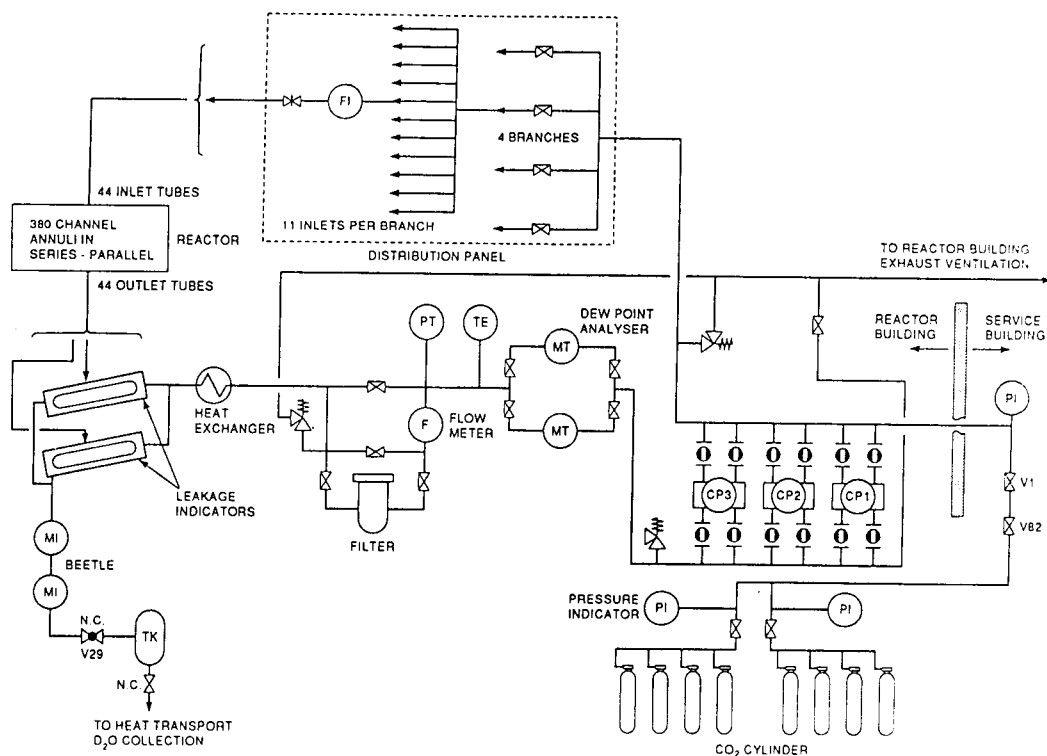 FI
4 BRANCHES
11 INLETS PER BRANCH
DISTRIBUTION PANEL
44 INLET TUBES
380 CHANNEL
ANNULI IN
SERIES - PARALLEL
REACTOR
44 OUTLET TUBES
TO REACTOR BUILDING
EXHAUST VENTILATION
REACTOR
BUILDING
SERVICE
BUILDING
PT
TE
DEW POINT
ANALYSER
MT
MT
HEAT
EXCHANGER
F
FLOW
METER
FILTER
LEAKAGE
INDICATORS
PI
CP3
CP2
CP1
V1
V82
MI
BEETLE
MI
N.C.
V29
TK
N.C.
TO HEAT TRANSPORT
D₂O COLLECTION
PRESSURE
INDICATOR
PI
PI
CO₂ CYLINDER